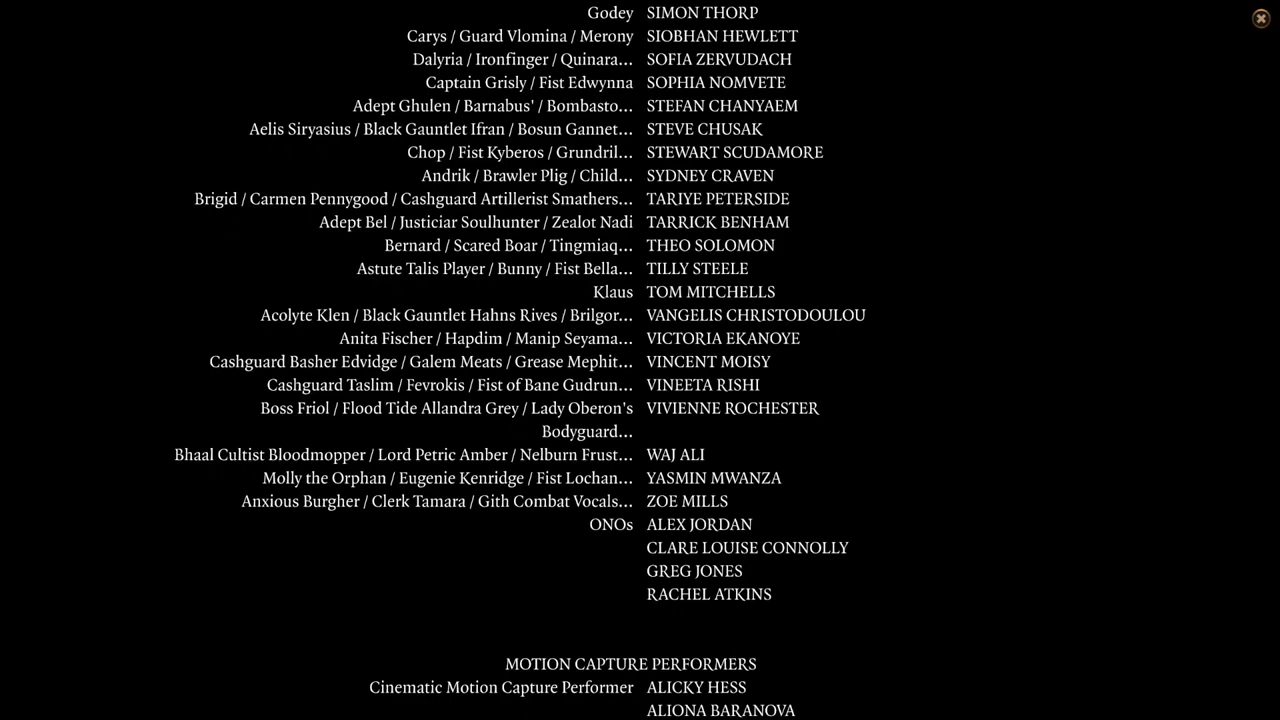 Godey SIMON THORP
Carys / Guard Vlomina / Merony SIOBHAN HEWLETT
Dalyria / Ironfinger / Quinara... SOFIA ZERVUDACH
Captain Grisly / Fist Edwynna SOPHIA NOMVETE
Adept Ghulen / Barnabus' / Bombasto... STEFAN CHANYAEM
Aelis Siryasius / Black Gauntlet Ifran / Bosun Gannet... STEVE CHUSAK
Chop / Fist Kyberos / Grundril... STEWART SCUDAMORE
Andrik / Brawler Plig / Child... SYDNEY CRAVEN
Brigid / Carmen Pennygood / Cashguard Artillerist Smathers... TARIYE PETERSIDE
Adept Bel / Justiciar Soulhunter / Zealot Nadi TARRICK BENHAM
Bernard / Scared Boar / Tingmiaq... THEO SOLOMON
Astute Talis Player / Bunny / Fist Bella... TILLY STEELE
Klaus TOM MITCHELLS
Acolyte Klen / Black Gauntlet Hahns Rives / Brilgor... VANGELIS CHRISTODOULOU
Anita Fischer / Hapdim / Manip Seyama... VICTORIA EKANOYE
Cashguard Basher Edvidge / Galem Meats / Grease Mephit... VINCENT MOISY
Cashguard Taslim / Fevrokis / Fist of Bane Gudrun... VINEETA RISHI
Boss Friol / Flood Tide Allandra Grey / Lady Oberon's VIVIENNE ROCHESTER
Bodyguard...
Bhaal Cultist Bloodmopper / Lord Petric Amber / Nelburn Frust... WAJ ALI
Molly the Orphan / Eugenie Kenridge / Fist Lochan... YASMIN MWANZA
Anxious Burgher / Clerk Tamara / Gith Combat Vocals... ZOE MILLS
ONOs ALEX JORDAN
CLARE LOUISE CONNOLLY
GREG JONES
RACHEL ATKINS
MOTION CAPTURE PERFORMERS
Cinematic Motion Capture Performer ALICKY HESS
ALIONA BARANOVA